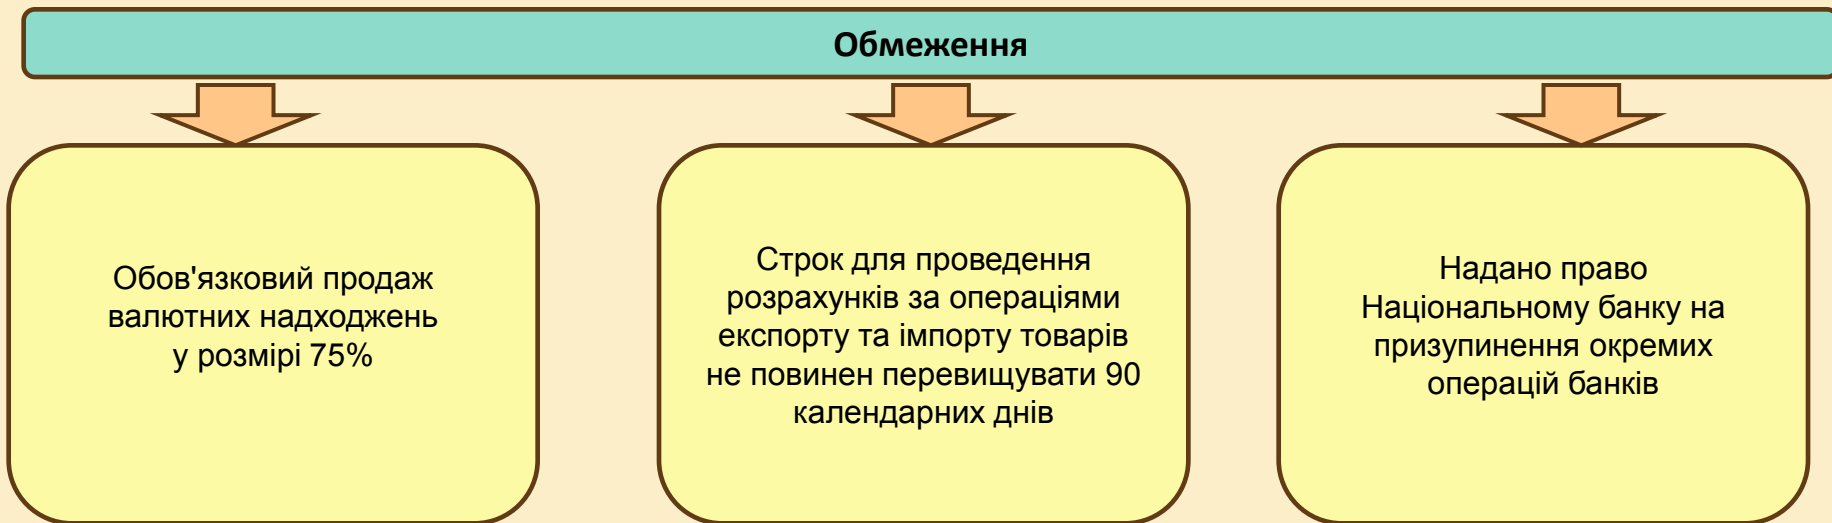 Обмеження
Обов'язковий продаж
валютних надходжень
у розмірі 75%
Строк для проведення
розрахунків за операціями
експорту та імпорту товарів
не повинен перевищувати 90
календарних днів
Надано право
Національному банку на
призупинення окремих
операцій банків